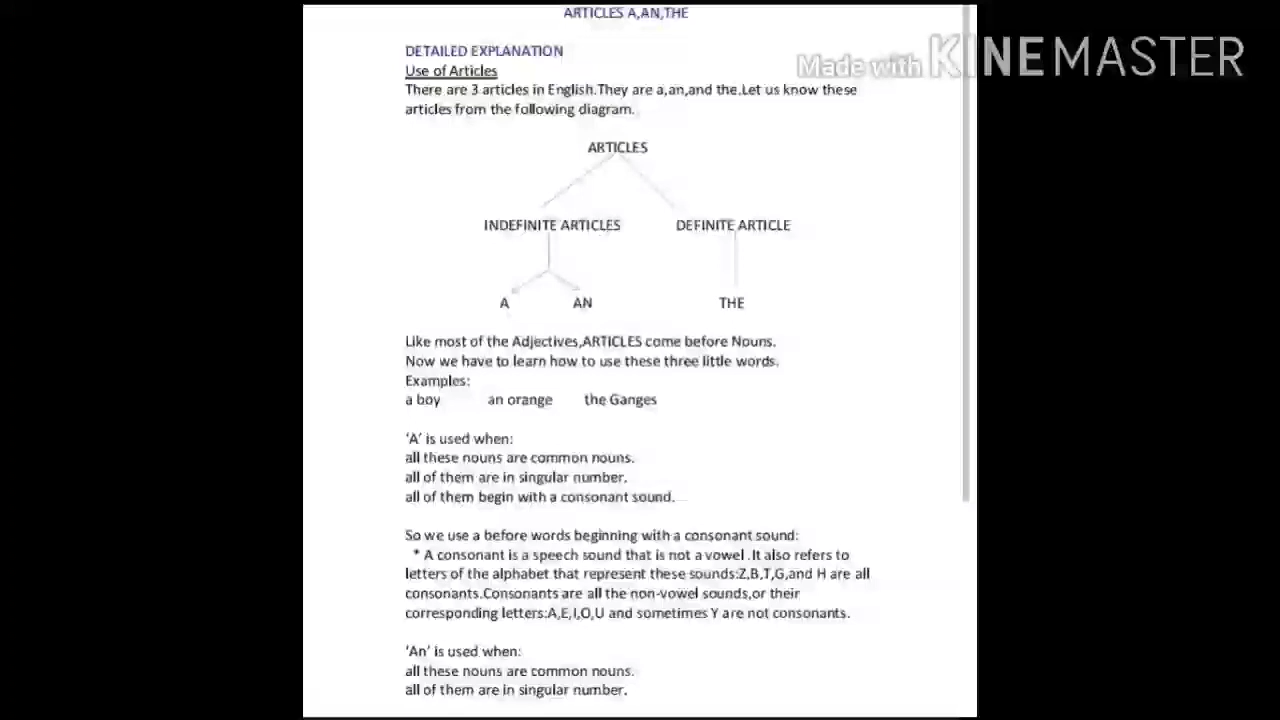 ARTICLES A,AN,THE
Made with KINEMASTER
DETAILED EXPLANATION
Use of Articles
There are 3 articles in English.They are a,an,and the.Let us know these
articles from the following diagram.
ARTICLES
INDEFINITE ARTICLES DEFINITE ARTICLE
A AN THE
Like most of the Adjectives,ARTICLES come before Nouns.
Now we have to learn how to use these three little words.
Examples:
a boy an orange the Ganges
‘A’ is used when:
all these nouns are common nouns.
all of them are in singular number.
all of them begin with a consonant sound.
So we use a before words beginning with a consonant sound:
* A consonant is a speech sound that is not a vowel .It also refers to
letters of the alphabet that represent these sounds:Z,B,T,G,and H are all
consonants.Consonants are all the non-vowel sounds,or their
corresponding letters:A,E,I,O,U and sometimes Y are not consonants.
‘An’ is used when:
all these nouns are common nouns.
all of them are in singular number.